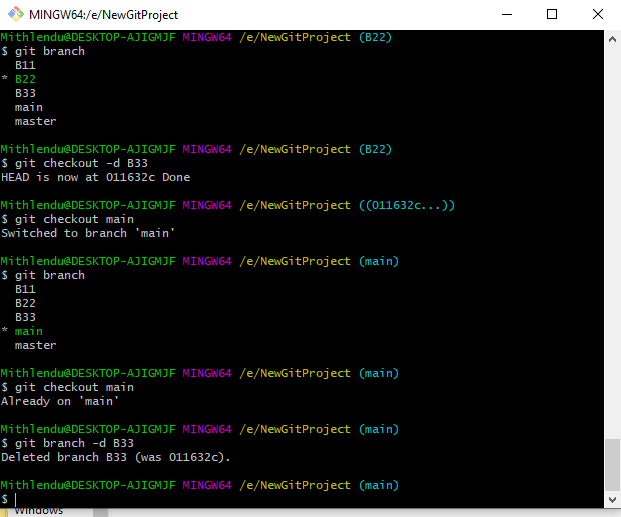 MINGW64:/e/NewGitProject
Mithlendu@DESKTOP-AJIGMJF MINGW64 /e/NewGitProject (B22)
$ git branch
  B11
* B22
  B33
  main
  master
Mithlendu@DESKTOP-AJIGMJF MINGW64 /e/NewGitProject (B22)
$ git checkout -d B33
HEAD is now at 011632c Done
Mithlendu@DESKTOP-AJIGMJF MINGW64 /e/NewGitProject ((011632c...))
$ git checkout main
Switched to branch 'main'
Mithlendu@DESKTOP-AJIGMJF MINGW64 /e/NewGitProject (main)
$ git branch
  B11
  B22
  B33
* main
  master
Mithlendu@DESKTOP-AJIGMJF MINGW64 /e/NewGitProject (main)
$ git checkout main
Already on 'main'
Mithlendu@DESKTOP-AJIGMJF MINGW64 /e/NewGitProject (main)
$ git branch -d B33
Deleted branch B33 (was 011632c).
Mithlendu@DESKTOP-AJIGMJF MINGW64 /e/NewGitProject (main)
$
Windows